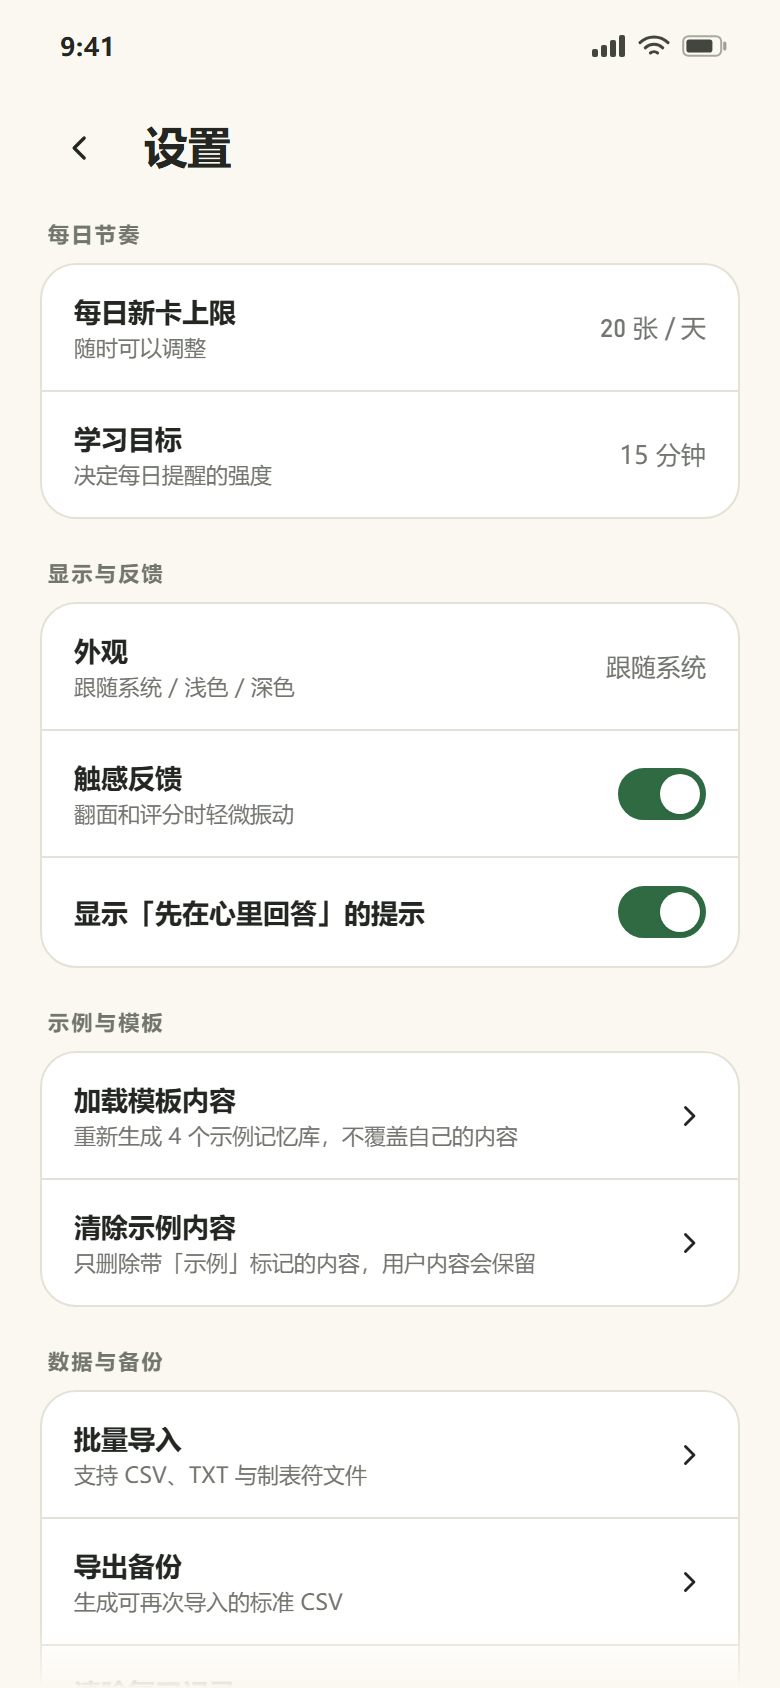 9:41
设置
每日节奏
每日新卡上限
随时可以调整
20 张 / 天
学习目标
决定每日提醒的强度
15 分钟
显示与反馈
外观
跟随系统 / 浅色 / 深色
跟随系统
触感反馈
翻面和评分时轻微振动
显示「先在心里回答」的提示
示例与模板
加载模板内容
重新生成 4 个示例记忆库，不覆盖自己的内容
清除示例内容
只删除带「示例」标记的内容，用户内容会保留
数据与备份
批量导入
支持 CSV、TXT 与制表符文件
导出备份
生成可再次导入的标准 CSV